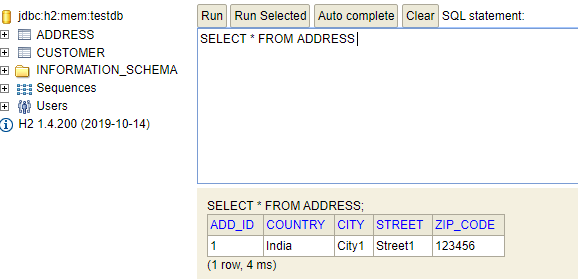 jdbc:h2:mem:testdb
ADDRESS
CUSTOMER
INFORMATION_SCHEMA
Sequences
Users
H2 1.4.200 (2019-10-14)
Run Run Selected Auto complete Clear SQL statement:
SELECT * FROM ADDRESS
SELECT * FROM ADDRESS;
ADD_ID COUNTRY CITY STREET ZIP_CODE
1 India City1 Street1 123456
(1 row, 4 ms)